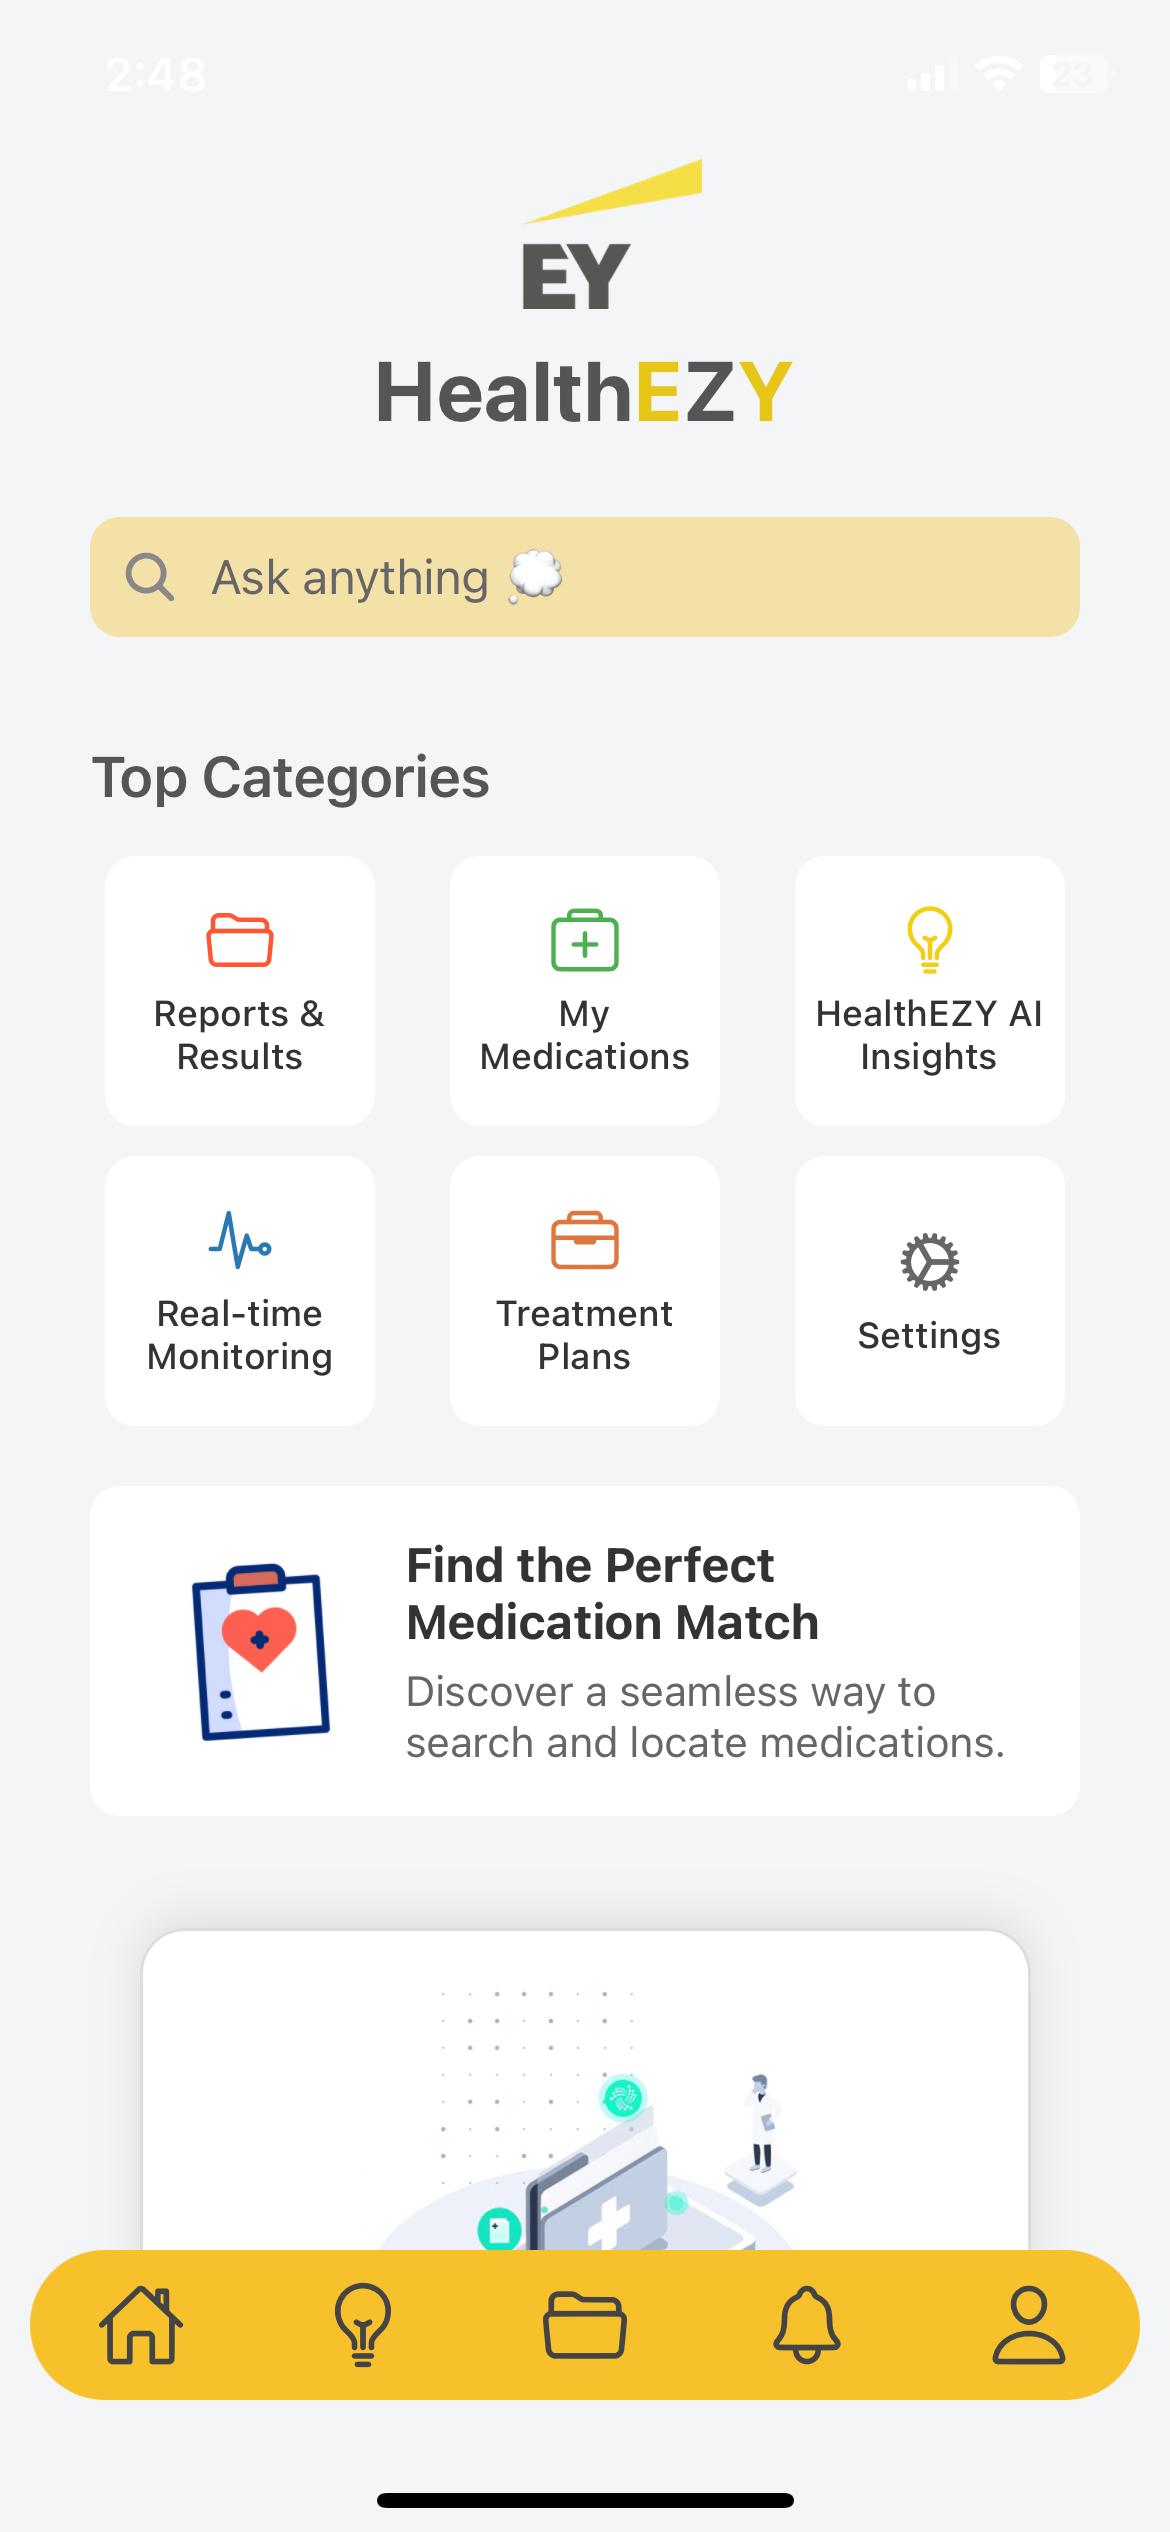 2:48
23
EY
HealthEZY
Ask anything 💭
Top Categories
Reports &
Results
My
Medications
HealthEZY AI
Insights
Real-time
Monitoring
Treatment
Plans
Settings
Find the Perfect
Medication Match
Discover a seamless way to
search and locate medications.